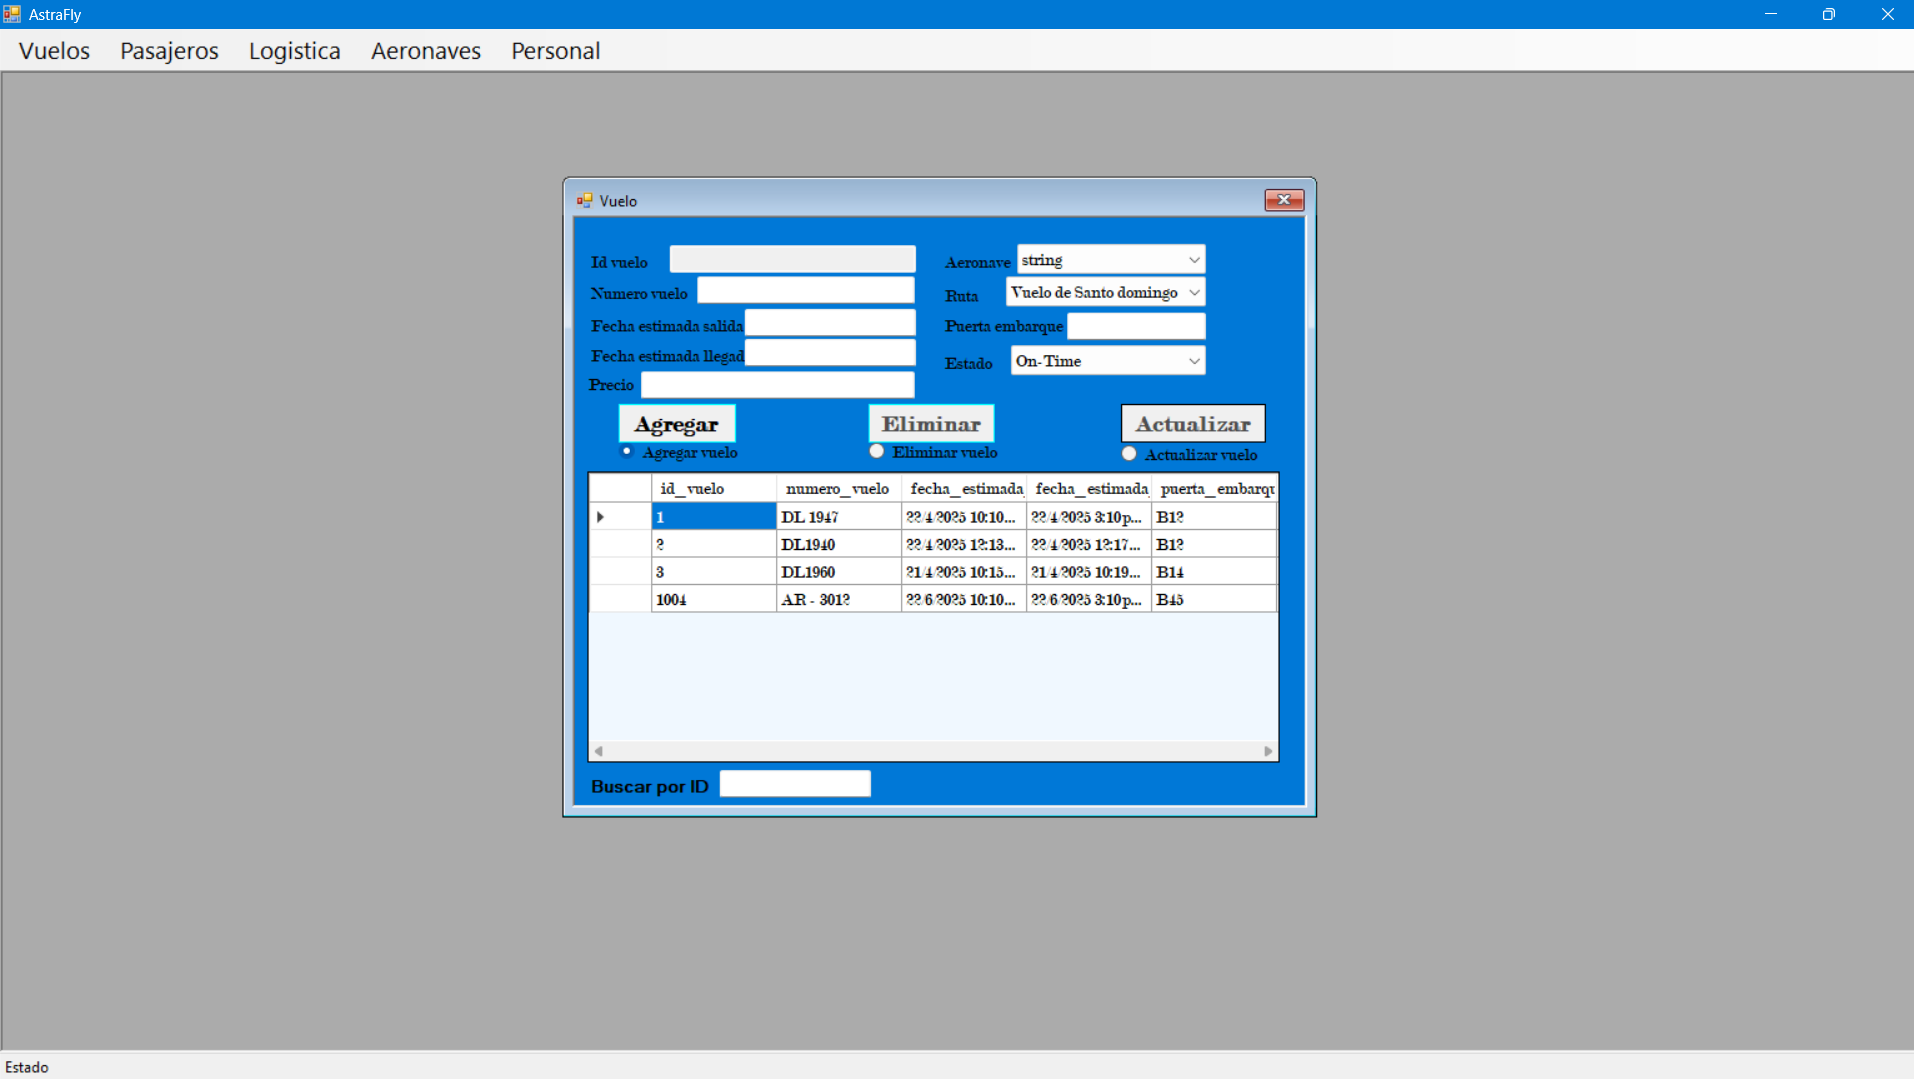 AstraFly
Vuelos Pasajeros Logistica Aeronaves Personal
Vuelo
Id vuelo
Numero vuelo
Fecha estimada salida
Fecha estimada llegad
Precio
Aeronave string
Ruta Vuelo de Santo domingo
Puerta embarque
Estado On-Time
Agregar Eliminar Actualizar
Agregar vuelo Eliminar vuelo Actualizar vuelo
id_vuelo numero_vuelo fecha_estimada fecha_estimada puerta_embarqu
1 DL 1947 22/4/2025 10:10... 22/4/2025 3:10 p... B12
2 DL1940 22/4/2025 12:13... 22/4/2025 12:17... B12
3 DL1960 21/4/2025 10:15... 21/4/2025 10:19... B14
1004 AR - 3012 22/6/2025 10:10... 22/6/2025 3:10 p... B45
Buscar por ID
Estado